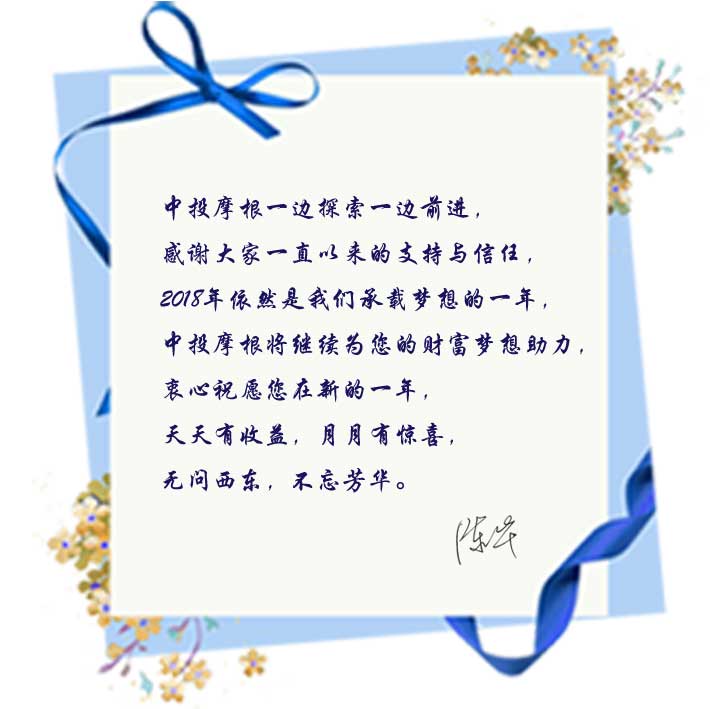 中投摩根一边探索一边前进，
感谢大家一直以来的支持与信任，
2018年依然是我们承载梦想的一年，
中投摩根将继续为您的财富梦想助力，
衷心祝愿您在新的一年，
天天有收益，月月有惊喜，
无问西东，不忘芳华。